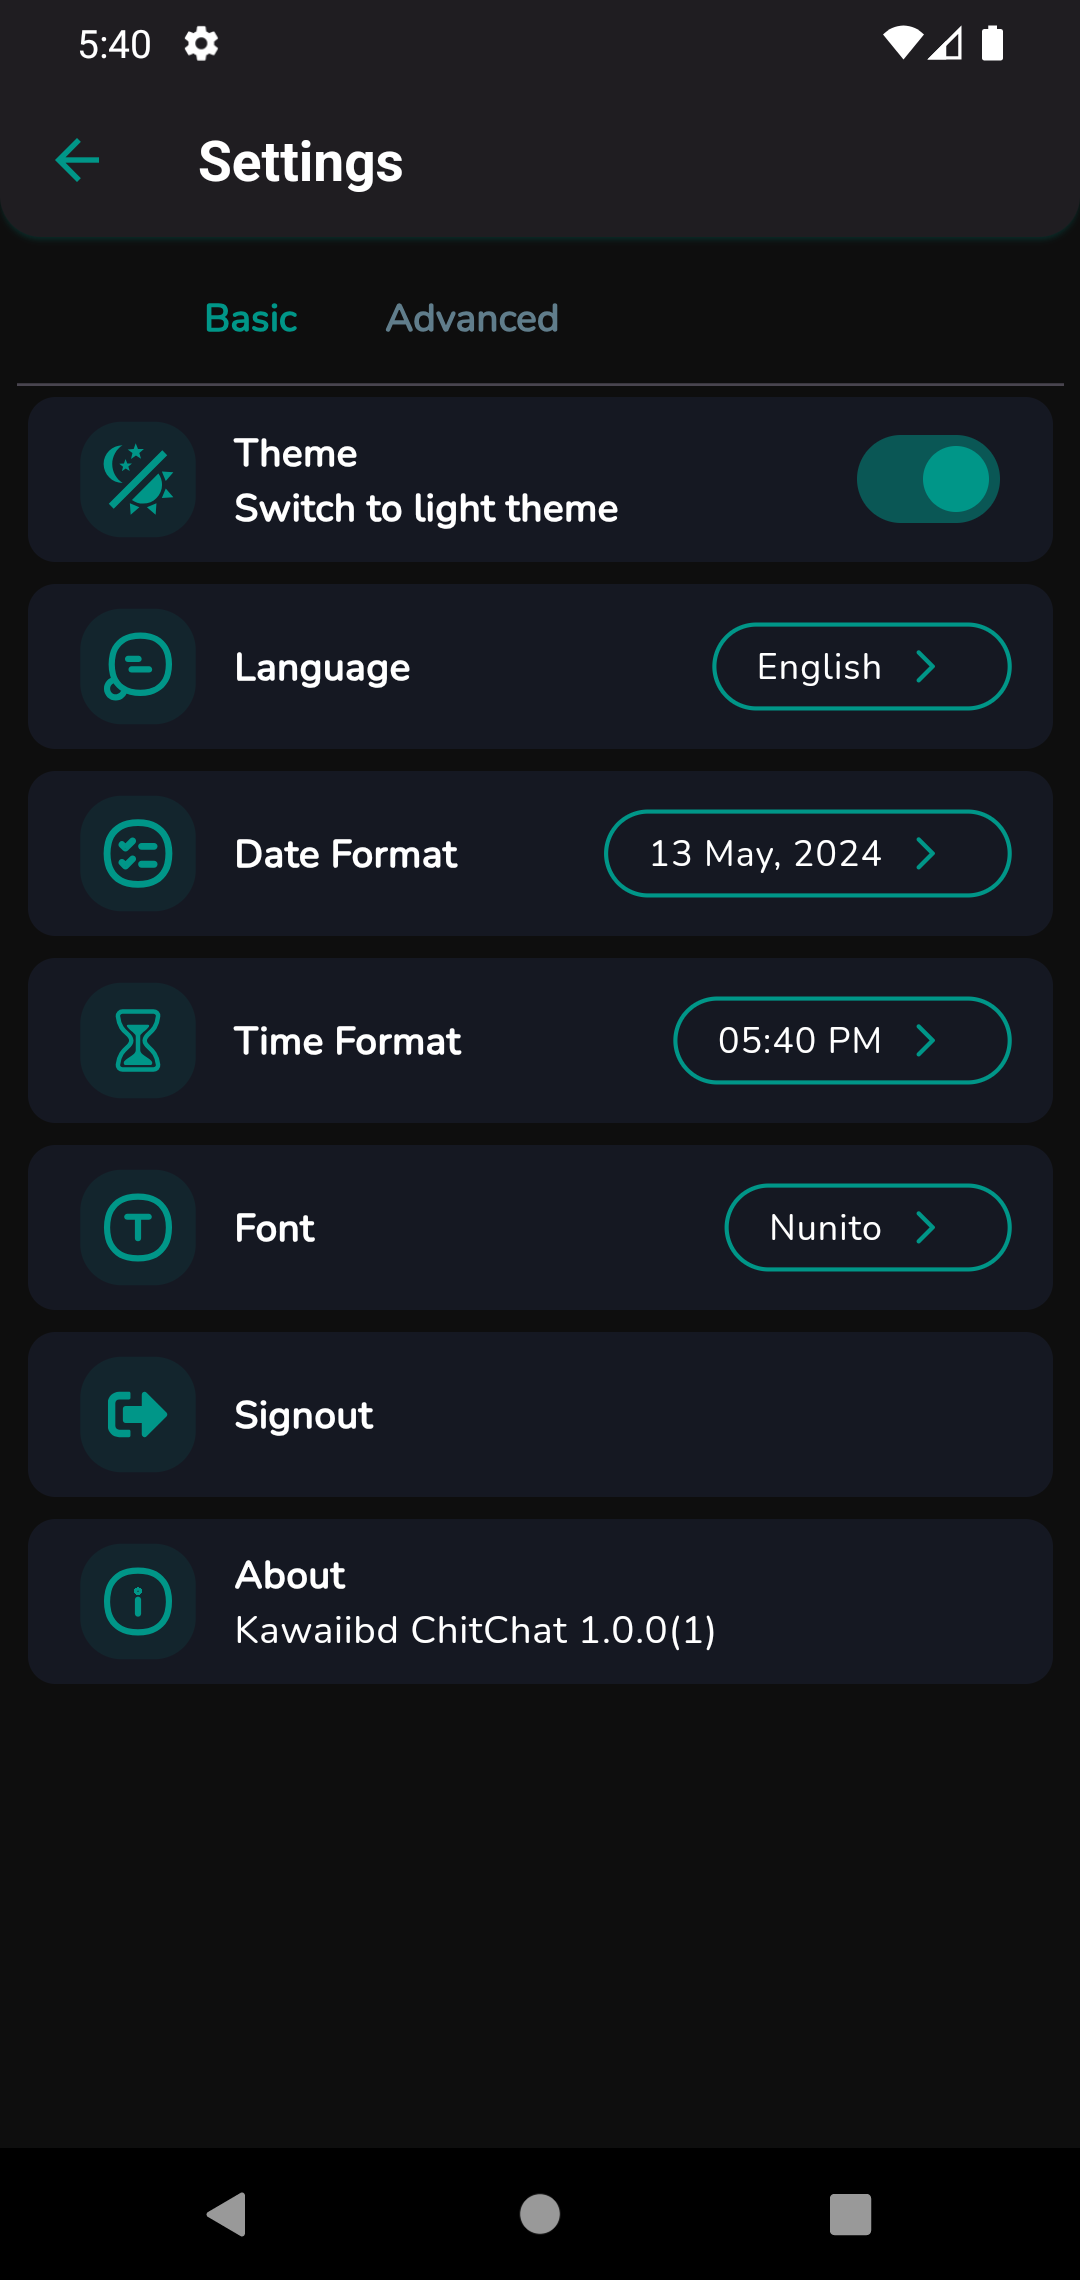 5:40
Settings
Basic Advanced
Theme
Switch to light theme
Language English
Date Format 13 May, 2024
Time Format 05:40 PM
Font Nunito
Signout
About
Kawaiibd ChitChat 1.0.0(1)